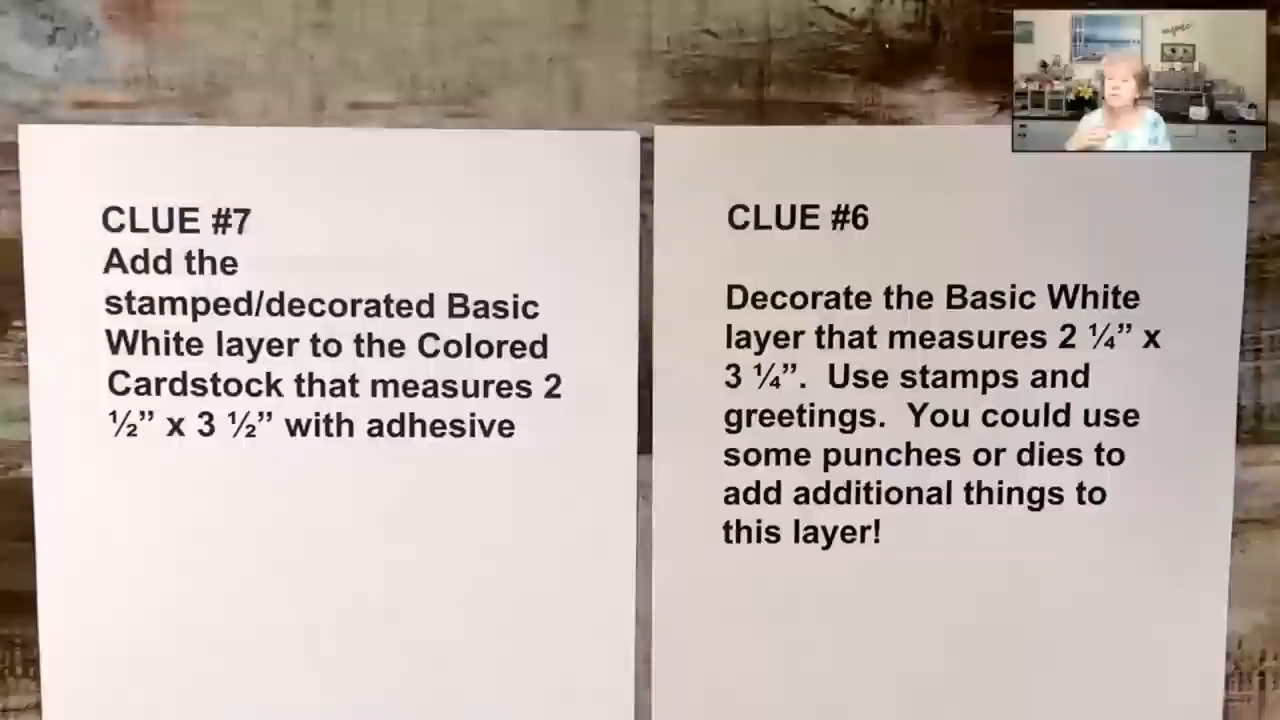 CLUE #7
Add the
stamped/decorated Basic
White layer to the Colored
Cardstock that measures 2
½” x 3 ½” with adhesive
CLUE #6
Decorate the Basic White
layer that measures 2 ¼” x
3 ¼”.  Use stamps and
greetings.  You could use
some punches or dies to
add additional things to
this layer!